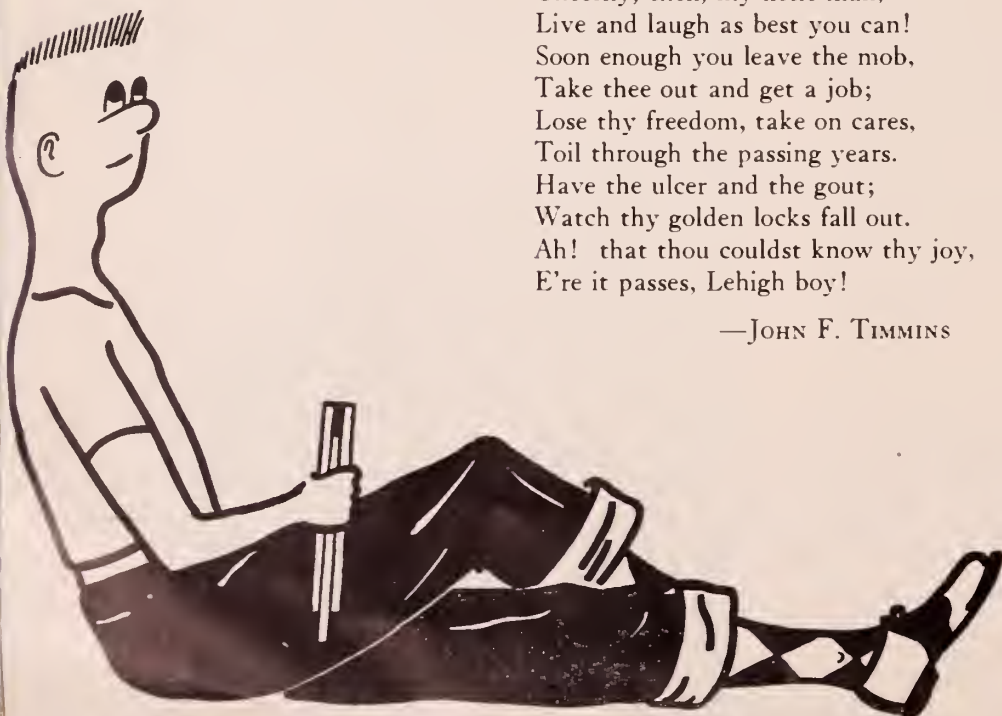 Live and laugh as best you can!
Soon enough you leave the mob,
Take thee out and get a job;
Lose thy freedom, take on cares,
Toil through the passing years.
Have the ulcer and the gout;
Watch thy golden locks fall out.
Ah! that thou couldst know thy joy,
E're it passes, Lehigh boy!
—JOHN F. TIMMINS